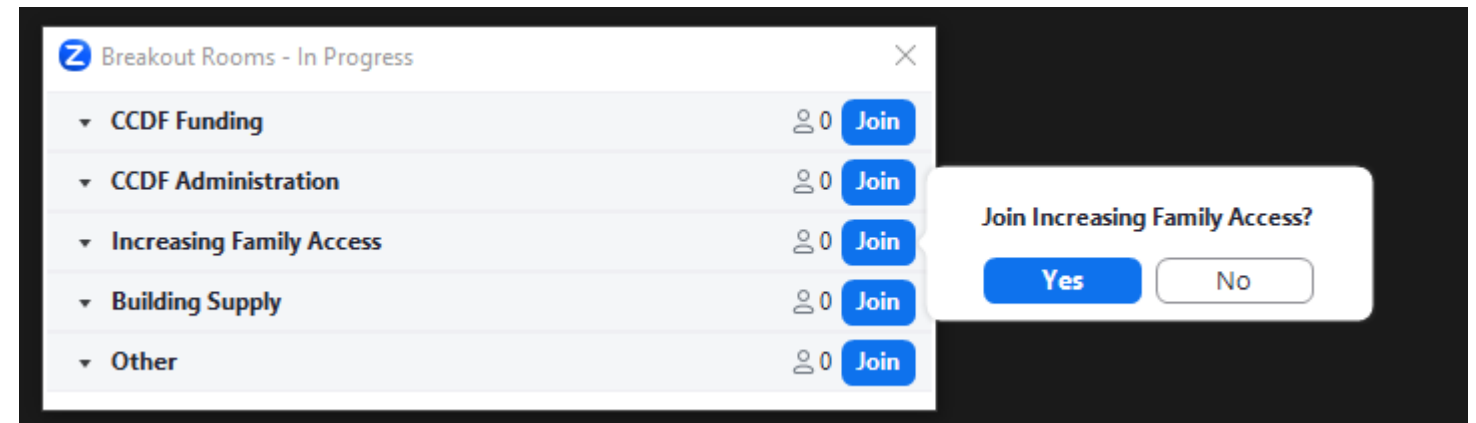 Z Breakout Rooms - In Progress
CCDF Funding 0 Join
CCDF Administration 0 Join
Join Increasing Family Access?
Increasing Family Access 0 Join
Yes No
Building Supply 0 Join
Other 0 Join